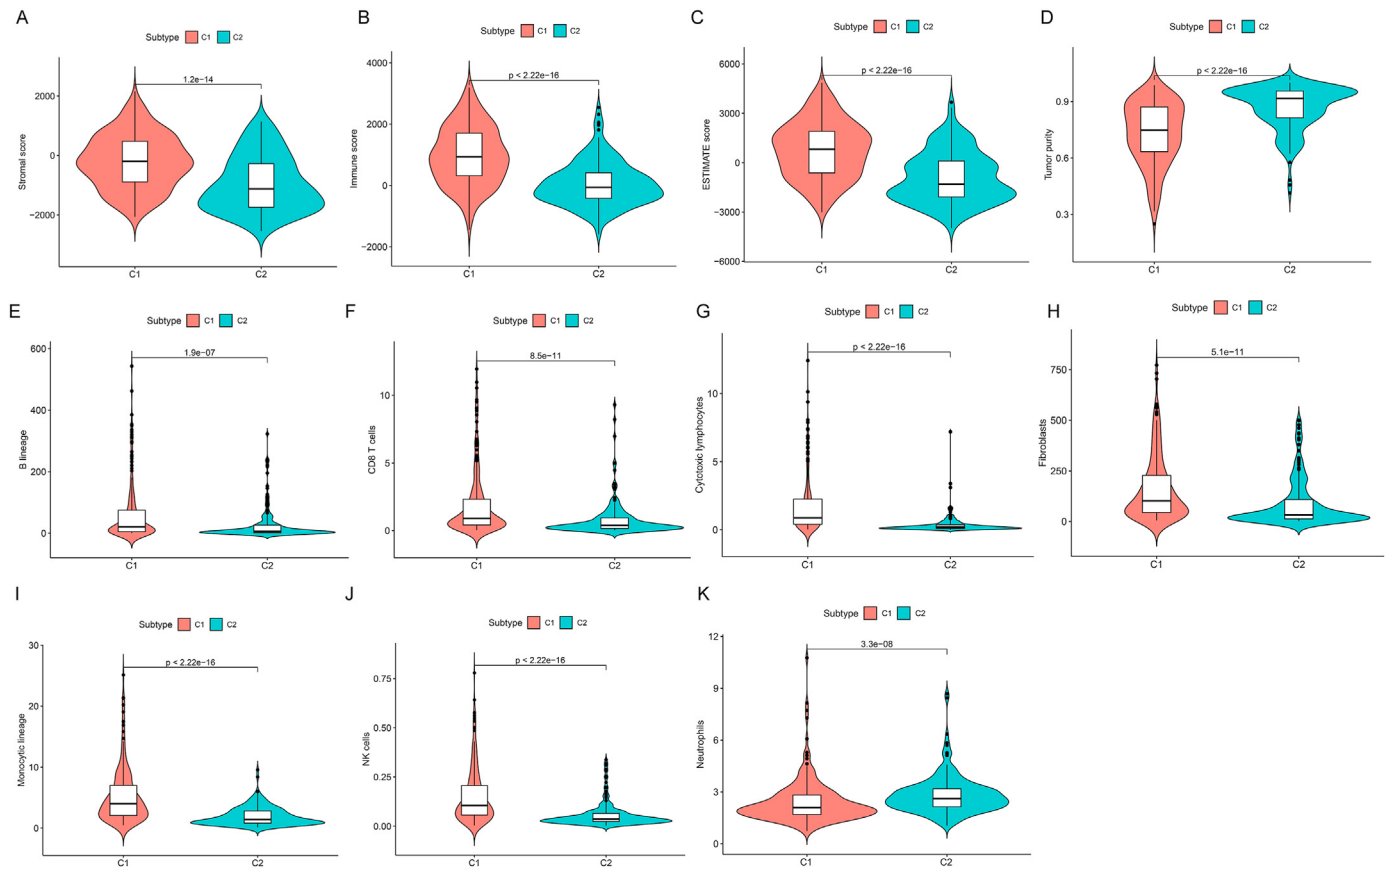 A
Subtype C1 C2
Stromal score
2000
0
−2000
1.2e−14
C1 C2
B
Subtype C1 C2
Immune score
4000
2000
0
−2000
p < 2.22e−16
C1 C2
C
Subtype C1 C2
ESTIMATE score
6000
3000
0
−3000
−6000
p < 2.22e−16
C1 C2
D
Subtype C1 C2
Tumor purity
0.9
0.6
0.3
p < 2.22e−16
C1 C2
E
Subtype C1 C2
B lineage
600
400
200
0
1.9e−07
C1 C2
F
Subtype C1 C2
CD8 T cells
10
5
0
8.5e−11
C1 C2
G
Subtype C1 C2
Cytotoxic lymphocytes
10
5
0
p < 2.22e−16
C1 C2
H
Subtype C1 C2
Fibroblasts
750
500
250
0
5.1e−11
C1 C2
I
Subtype C1 C2
Monocytic lineage
30
20
10
0
p < 2.22e−16
C1 C2
J
Subtype C1 C2
NK cells
0.75
0.50
0.25
0.00
p < 2.22e−16
C1 C2
K
Subtype C1 C2
Neutrophils
12
9
6
3
0
3.3e−08
C1 C2